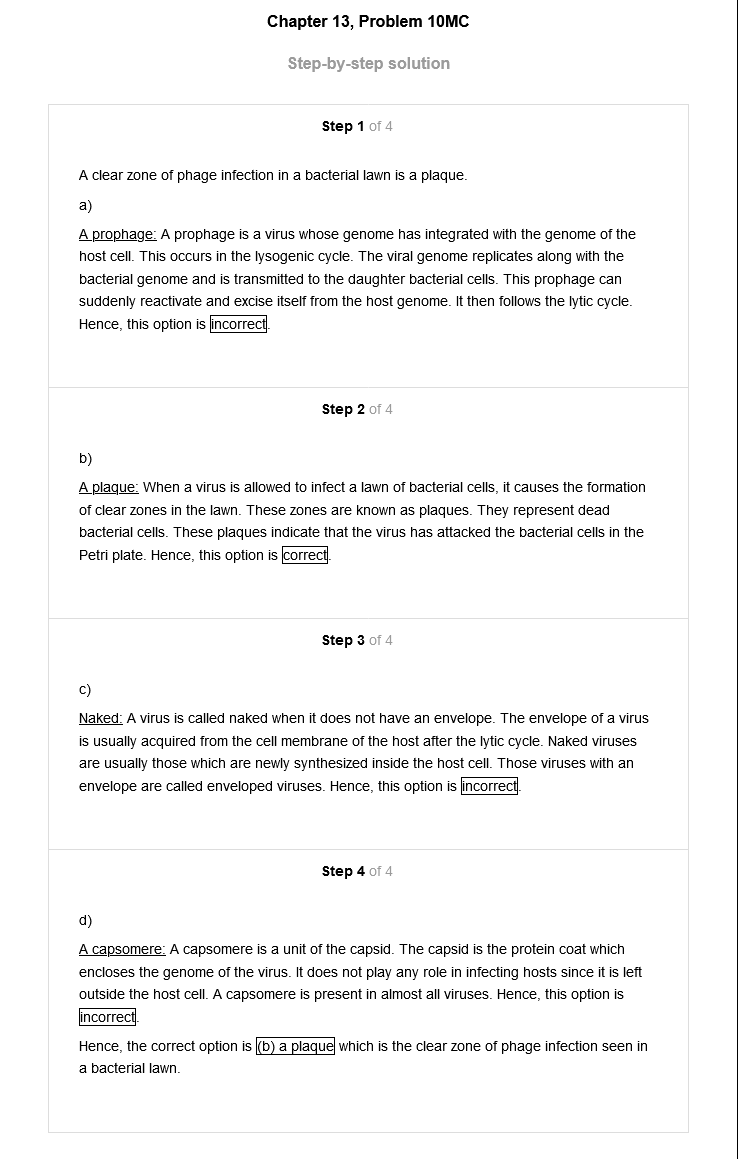 Chapter 13, Problem 10MC
Step-by-step solution
Step 1 of 4
A clear zone of phage infection in a bacterial lawn is a plaque.
a)
A prophage: A prophage is a virus whose genome has integrated with the genome of the
host cell. This occurs in the lysogenic cycle. The viral genome replicates along with the
bacterial genome and is transmitted to the daughter bacterial cells. This prophage can
suddenly reactivate and excise itself from the host genome. It then follows the lytic cycle.
Hence, this option is incorrect.
Step 2 of 4
b)
A plaque: When a virus is allowed to infect a lawn of bacterial cells, it causes the formation
of clear zones in the lawn. These zones are known as plaques. They represent dead
bacterial cells. These plaques indicate that the virus has attacked the bacterial cells in the
Petri plate. Hence, this option is correct.
Step 3 of 4
c)
Naked: A virus is called naked when it does not have an envelope. The envelope of a virus
is usually acquired from the cell membrane of the host after the lytic cycle. Naked viruses
are usually those which are newly synthesized inside the host cell. Those viruses with an
envelope are called enveloped viruses. Hence, this option is incorrect.
Step 4 of 4
d)
A capsomere: A capsomere is a unit of the capsid. The capsid is the protein coat which
encloses the genome of the virus. It does not play any role in infecting hosts since it is left
outside the host cell. A capsomere is present in almost all viruses. Hence, this option is
incorrect.
Hence, the correct option is (b) a plaque which is the clear zone of phage infection seen in
a bacterial lawn.